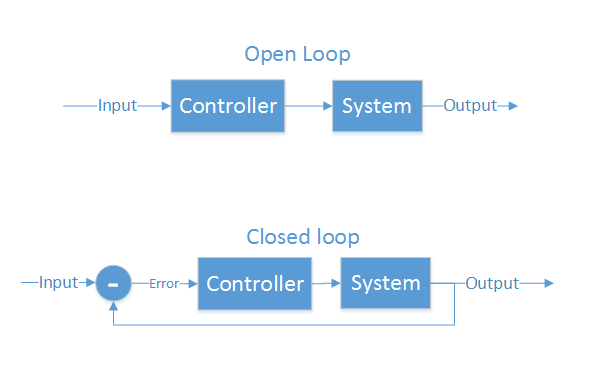 Open Loop
Input Controller System Output
Closed loop
Input - Error Controller System Output